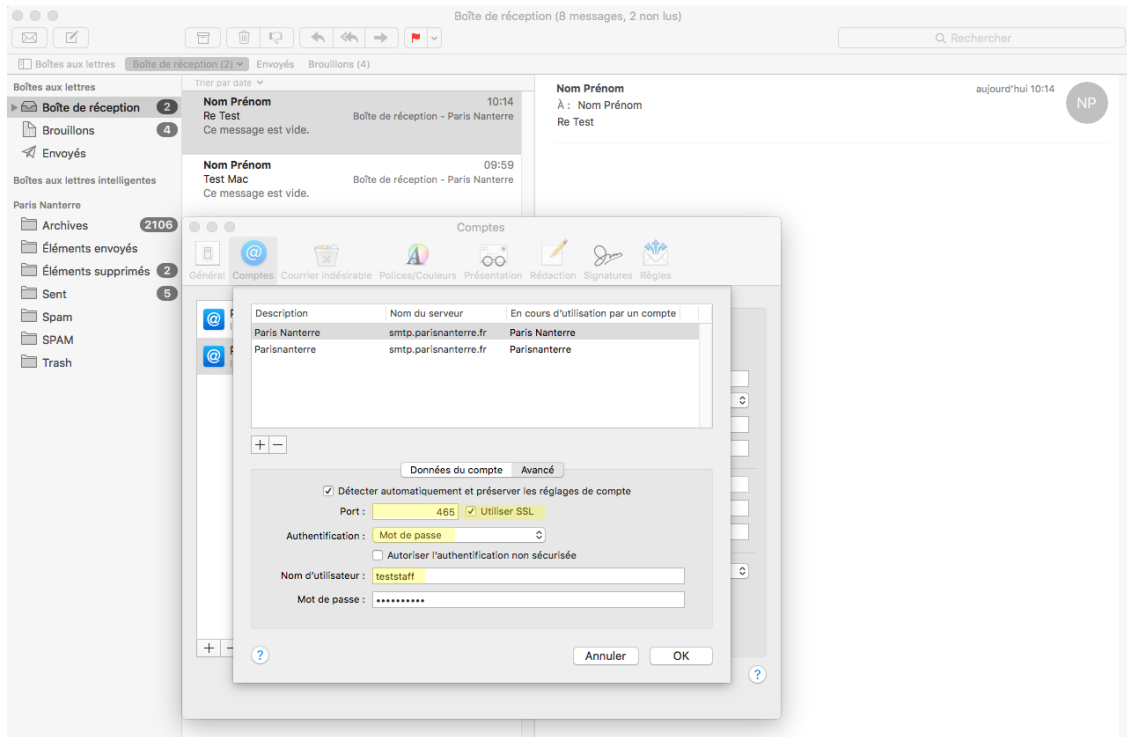 Boîte de réception (8 messages, 2 non lus)
Rechercher
Boîtes aux lettres Boîte de réception (2) Envoyés Brouillons (4)
Boîtes aux lettres
Boîte de réception 2
Brouillons 4
Envoyés
Boîtes aux lettres intelligentes
Paris Nanterre
Archives 2106
Éléments envoyés
Éléments supprimés 2
Sent 5
Spam
SPAM
Trash
Trier par date
Nom Prénom 10:14
Re Test Boîte de réception - Paris Nanterre
Ce message est vide.
Nom Prénom 09:59
Test Mac Boîte de réception - Paris Nanterre
Ce message est vide.
Nom Prénom aujourd'hui 10:14
À : Nom Prénom
Re Test
NP
Comptes
Général Comptes Courrier indésirable Polices/Couleurs Présentation Rédaction Signatures Règles
Description Nom du serveur En cours d'utilisation par un compte
Paris Nanterre smtp.parisnanterre.fr Paris Nanterre
Parisnanterre smtp.parisnanterre.fr Parisnanterre
Données du compte Avancé
Détecter automatiquement et préserver les réglages de compte
Port : 465 Utiliser SSL
Authentification : Mot de passe
Autoriser l'authentification non sécurisée
Nom d'utilisateur : teststaff
Mot de passe : ••••••••••
Annuler OK